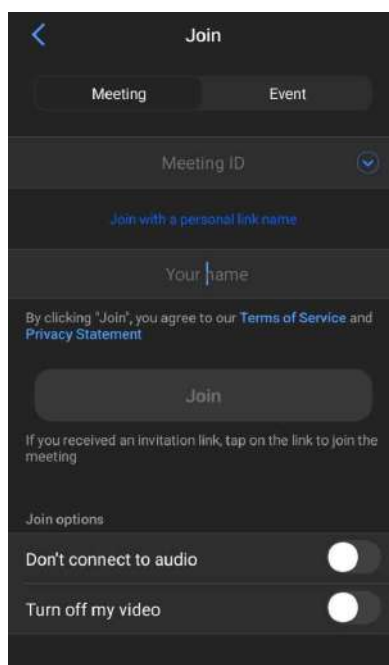 Join
Meeting Event
Meeting ID
Join with a personal link name
Your name
By clicking "Join", you agree to our Terms of Service and
Privacy Statement
Join
If you received an invitation link, tap on the link to join the
meeting
Join options
Don't connect to audio
Turn off my video